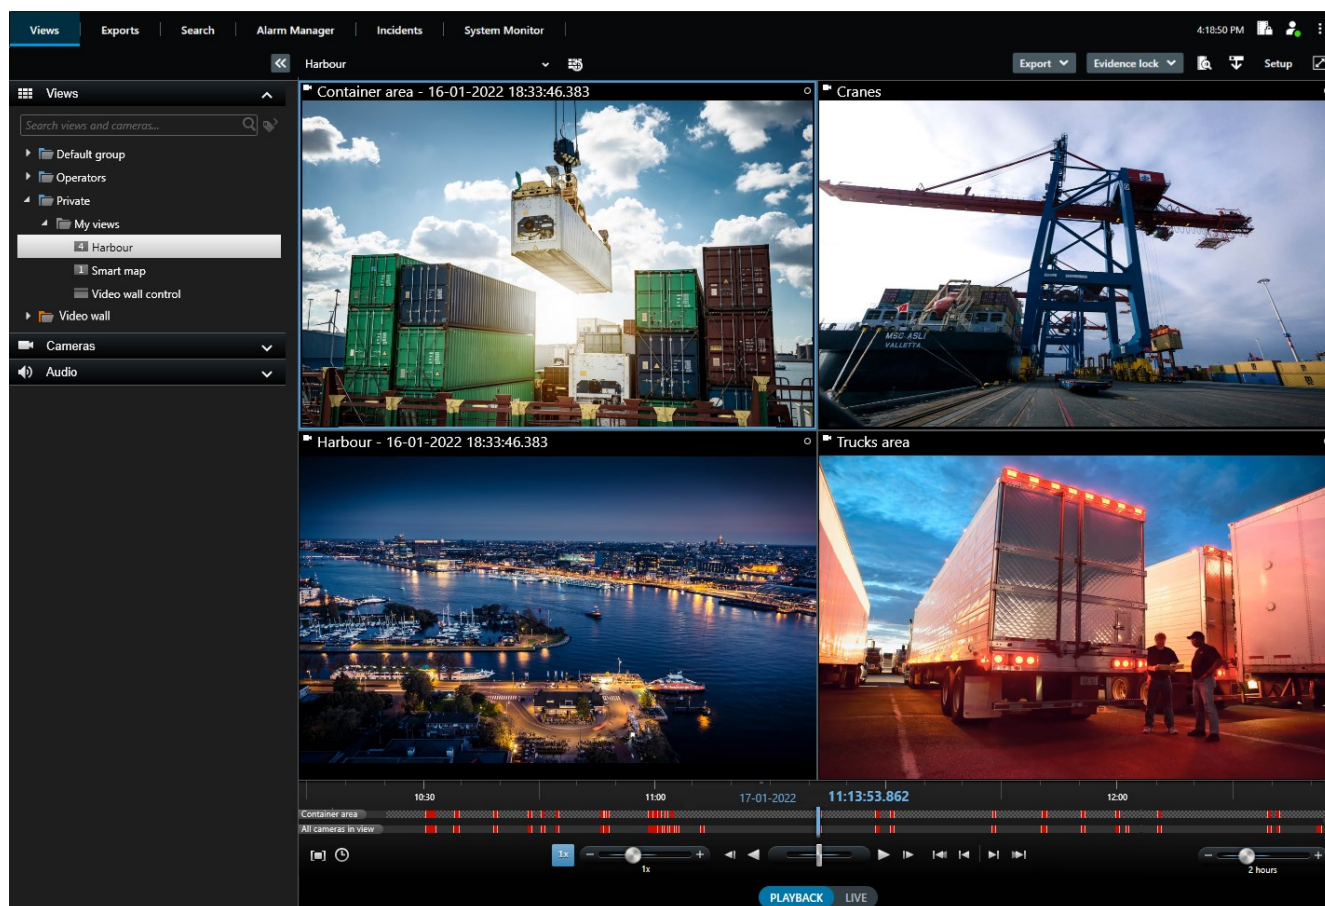 Views Exports Search Alarm Manager Incidents System Monitor 4:18:50 PM
Harbour Export Evidence lock Setup
Views
Search views and cameras...
Default group
Operators
Private
My views
4 Harbour
1 Smart map
Video wall control
Video wall
Cameras
Audio
Container area - 16-01-2022 18:33:46.383
Cranes
MSC ASLI
VALLETTA
Harbour - 16-01-2022 18:33:46.383
Trucks area
10:30 11:00 17-01-2022 11:13:53.862 12:00
Container area
All cameras in view
1x
1x
2 hours
PLAYBACK LIVE